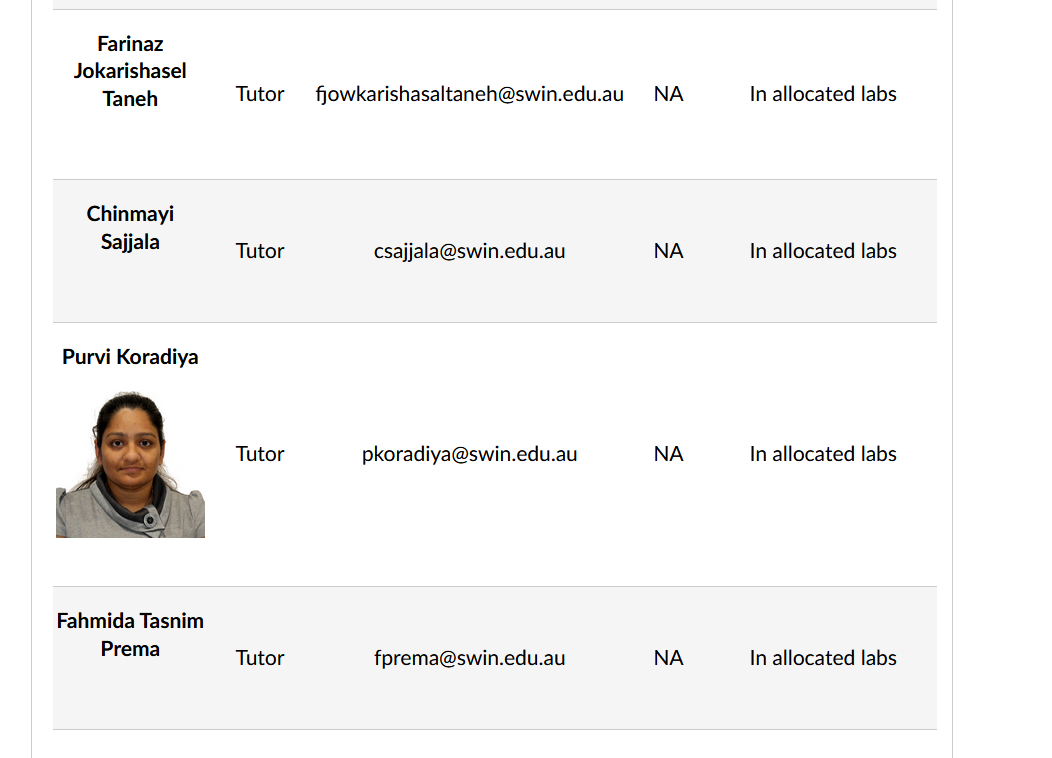 Farinaz
Jokarishasel
Taneh
Tutor fjowkarishasaltaneh@swin.edu.au NA In allocated labs
Chinmayi
Sajjala
Tutor csajjala@swin.edu.au NA In allocated labs
Purvi Koradiya
Tutor pkoradiya@swin.edu.au NA In allocated labs
Fahmida Tasnim
Prema
Tutor fprema@swin.edu.au NA In allocated labs